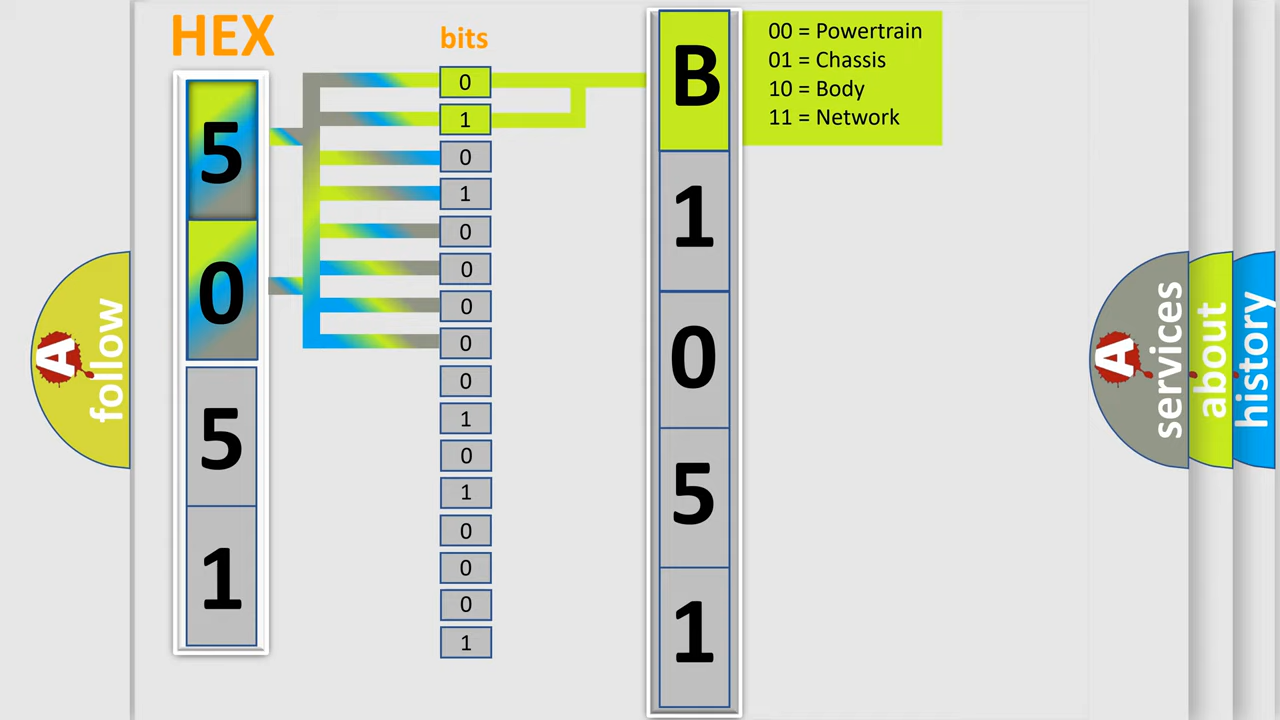 HEX
bits
5
0
5
1
0
1
0
1
0
0
0
0
0
1
0
1
0
0
0
1
B
1
0
5
1
00 = Powertrain
01 = Chassis
10 = Body
11 = Network
A
follow
A
services
about
history